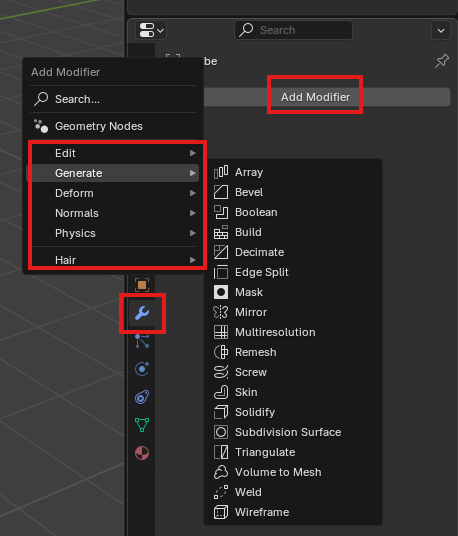 Search
be
Add Modifier
Add Modifier
Search...
Geometry Nodes
Edit
Generate
Deform
Normals
Physics
Hair
Array
Bevel
Boolean
Build
Decimate
Edge Split
Mask
Mirror
Multiresolution
Remesh
Screw
Skin
Solidify
Subdivision Surface
Triangulate
Volume to Mesh
Weld
Wireframe